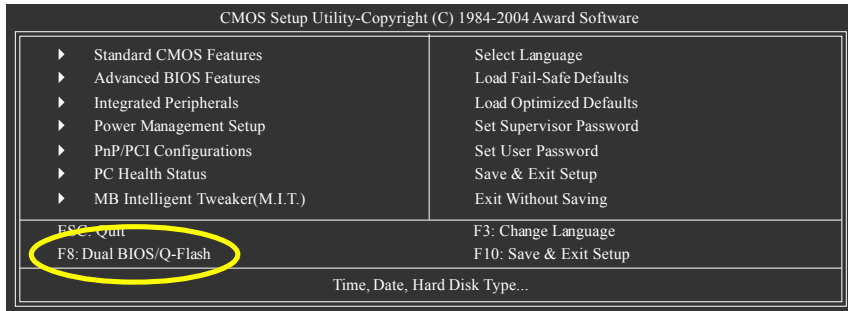 CMOS Setup Utility-Copyright (C) 1984-2004 Award Software
Standard CMOS Features
Advanced BIOS Features
Integrated Peripherals
Power Management Setup
PnP/PCI Configurations
PC Health Status
MB Intelligent Tweaker(M.I.T.)
Select Language
Load Fail-Safe Defaults
Load Optimized Defaults
Set Supervisor Password
Set User Password
Save & Exit Setup
Exit Without Saving
ESC: Quit
F8: Dual BIOS/Q-Flash
F3: Change Language
F10: Save & Exit Setup
Time, Date, Hard Disk Type...